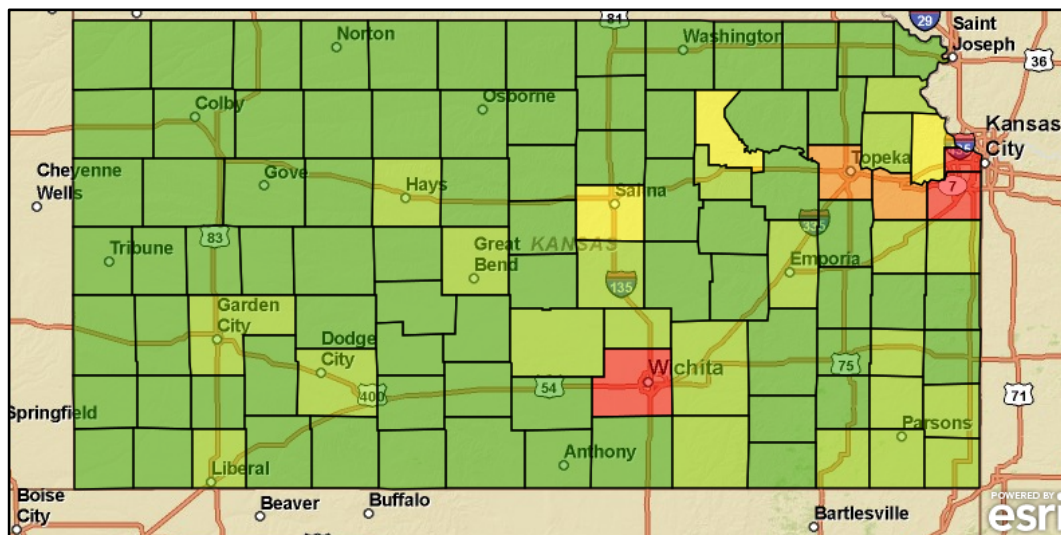 29
Saint
Joseph
36
81
Norton
Washington
Colby
Osborne
Kansas
City
Topeka
Cheyenne
Wells
Gove
Hays
Salina
7
83
335
Tribune
Great
Bend
KANSAS
Emporia
135
Garden
City
Dodge
City
Wichita
75
54
400
71
Springfield
Parsons
Anthony
Liberal
Boise
City
Beaver
Buffalo
Bartlesville
POWERED BY
esri